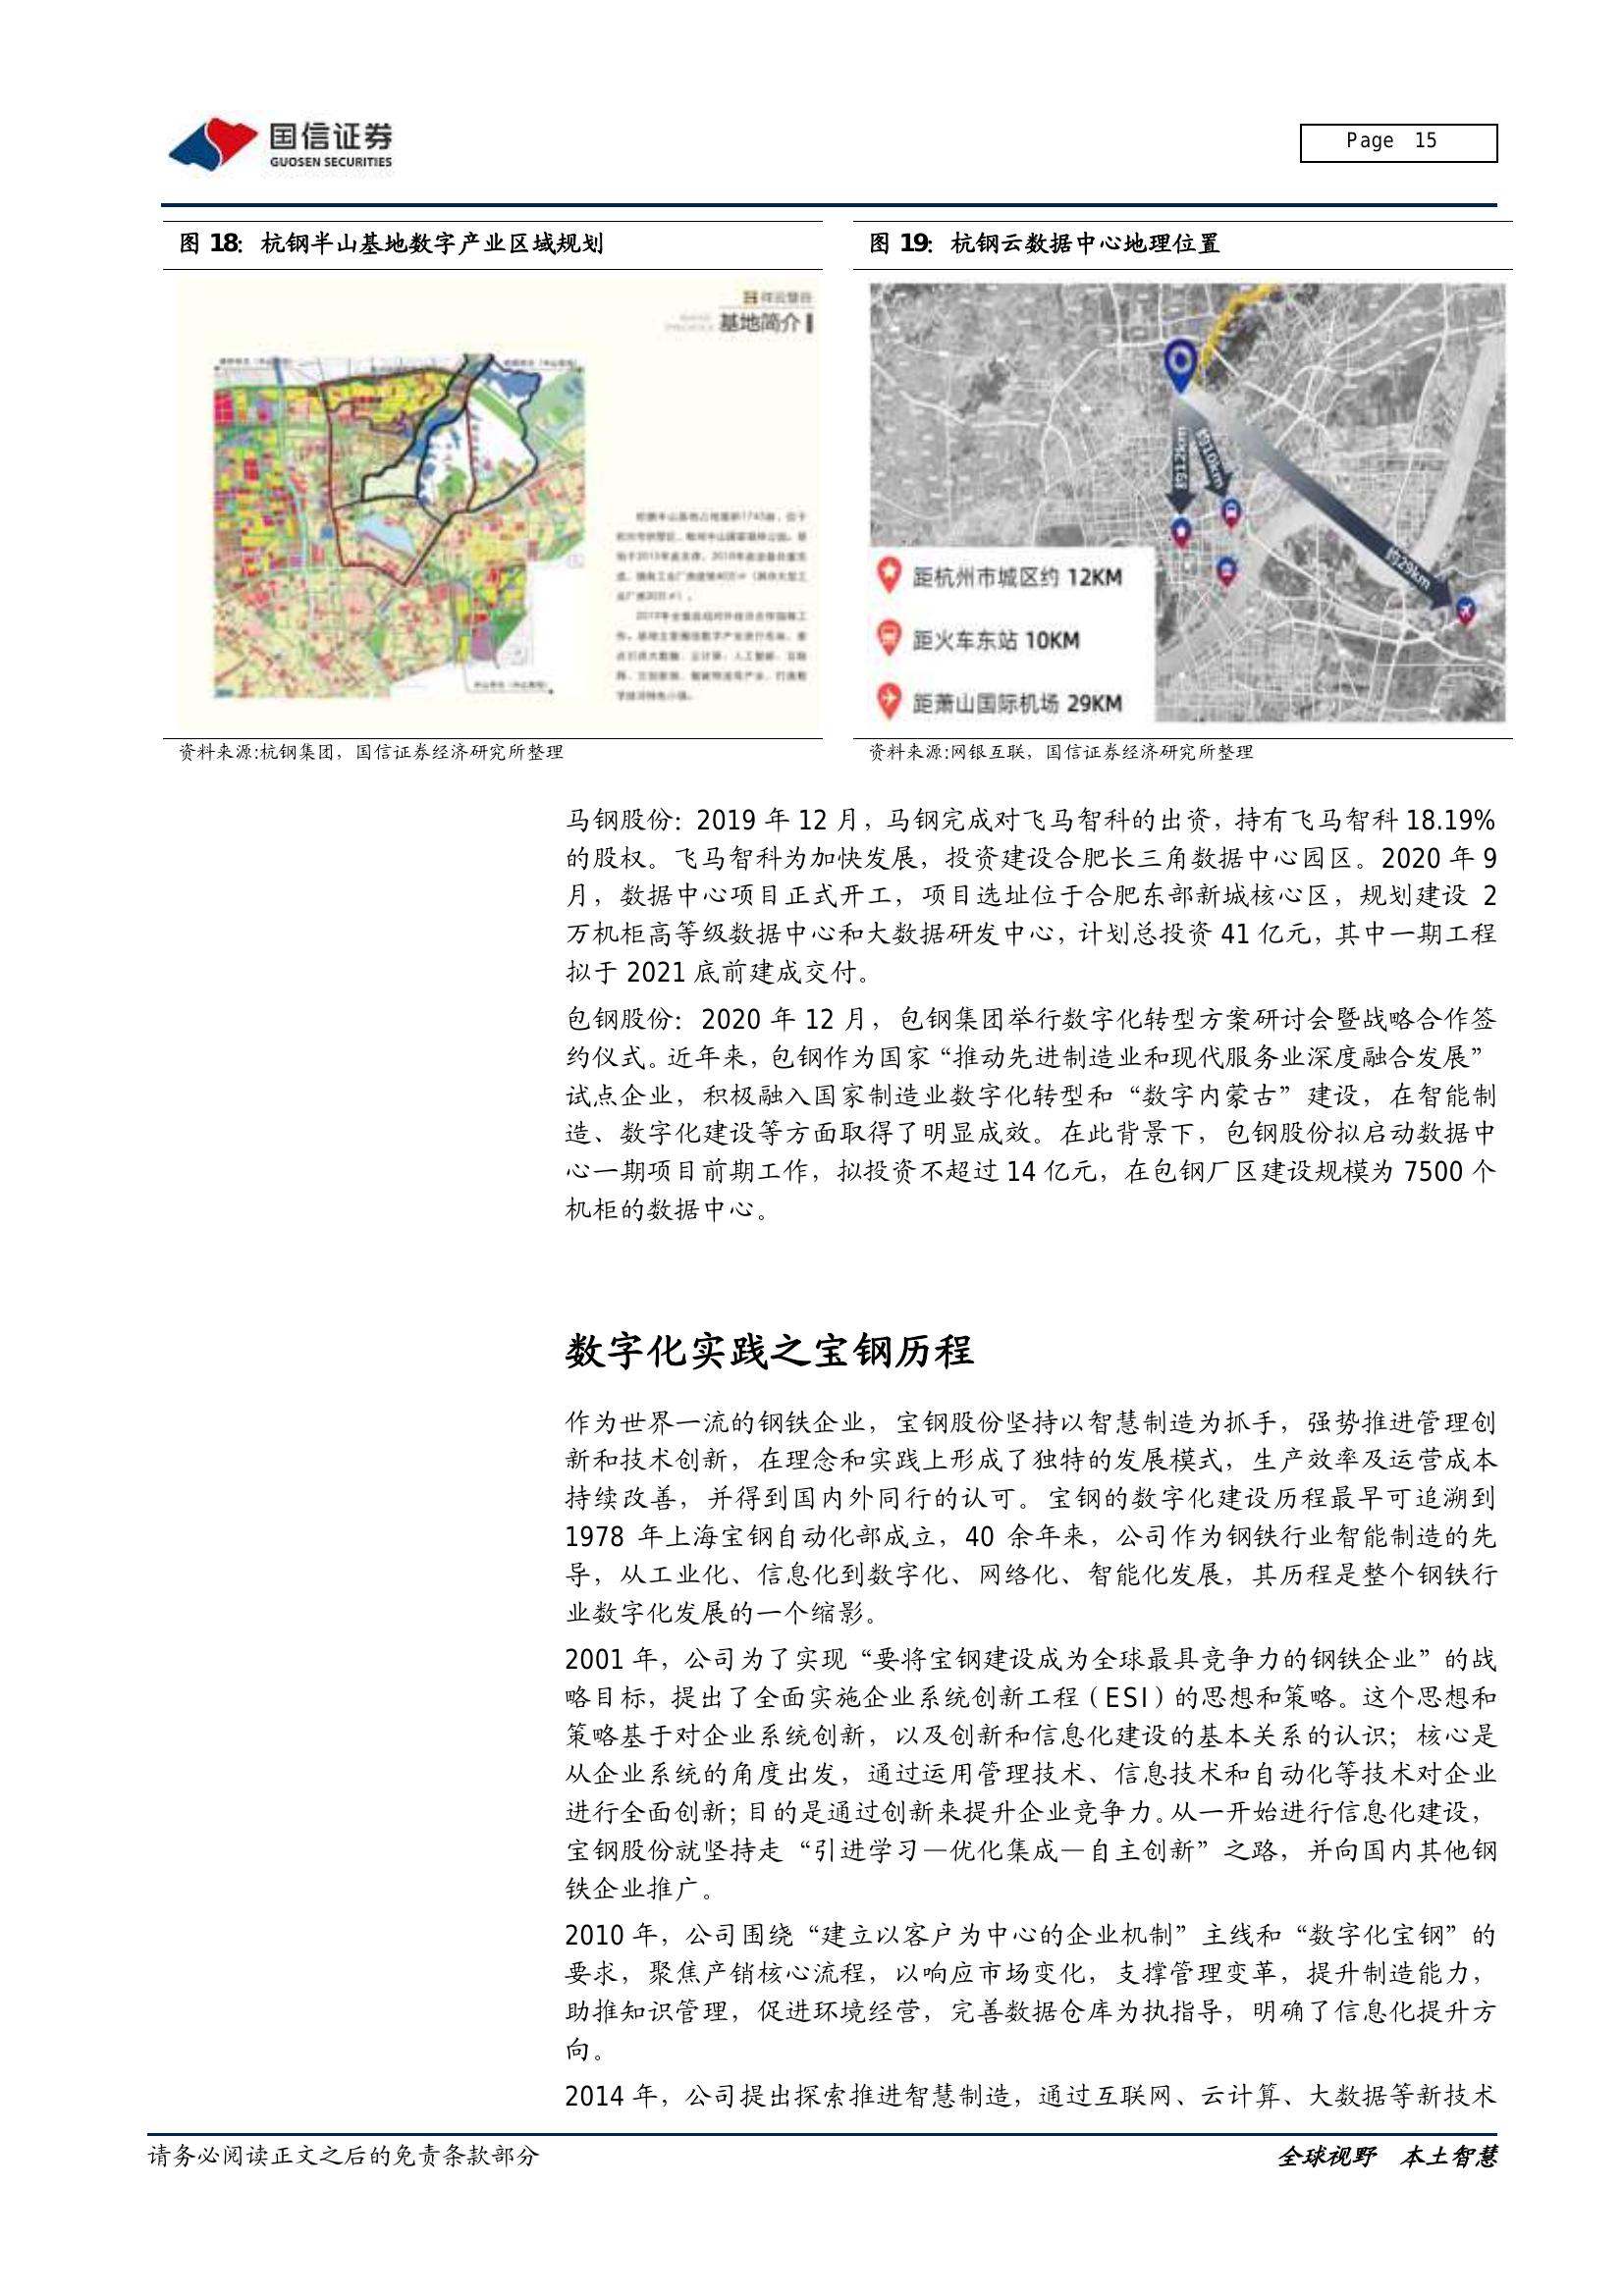 国信证券
GUOSEN SECURITIES
Page 15
图 18：杭钢半山基地数字产业区域规划
基地简介
资料来源:杭钢集团，国信证券经济研究所整理
图 19：杭钢云数据中心地理位置
约12km
约10km
约29km
距杭州市城区约 12KM
距火车东站 10KM
距萧山国际机场 29KM
资料来源:网银互联，国信证券经济研究所整理
马钢股份：2019 年 12 月，马钢完成对飞马智科的出资，持有飞马智科 18.19%
的股权。飞马智科为加快发展，投资建设合肥长三角数据中心园区。2020 年 9
月，数据中心项目正式开工，项目选址位于合肥东部新城核心区，规划建设 2
万机柜高等级数据中心和大数据研发中心，计划总投资 41 亿元，其中一期工程
拟于 2021 底前建成交付。
包钢股份：2020 年 12 月，包钢集团举行数字化转型方案研讨会暨战略合作签
约仪式。近年来，包钢作为国家“推动先进制造业和现代服务业深度融合发展”
试点企业，积极融入国家制造业数字化转型和“数字内蒙古”建设，在智能制
造、数字化建设等方面取得了明显成效。在此背景下，包钢股份拟启动数据中
心一期项目前期工作，拟投资不超过 14 亿元，在包钢厂区建设规模为 7500 个
机柜的数据中心。
数字化实践之宝钢历程
作为世界一流的钢铁企业，宝钢股份坚持以智慧制造为抓手，强势推进管理创
新和技术创新，在理念和实践上形成了独特的发展模式，生产效率及运营成本
持续改善，并得到国内外同行的认可。宝钢的数字化建设历程最早可追溯到
1978 年上海宝钢自动化部成立，40 余年来，公司作为钢铁行业智能制造的先
导，从工业化、信息化到数字化、网络化、智能化发展，其历程是整个钢铁行
业数字化发展的一个缩影。
2001 年，公司为了实现“要将宝钢建设成为全球最具竞争力的钢铁企业”的战
略目标，提出了全面实施企业系统创新工程（ESI）的思想和策略。这个思想和
策略基于对企业系统创新，以及创新和信息化建设的基本关系的认识；核心是
从企业系统的角度出发，通过运用管理技术、信息技术和自动化等技术对企业
进行全面创新；目的是通过创新来提升企业竞争力。从一开始进行信息化建设，
宝钢股份就坚持走“引进学习—优化集成—自主创新”之路，并向国内其他钢
铁企业推广。
2010 年，公司围绕“建立以客户为中心的企业机制”主线和“数字化宝钢”的
要求，聚焦产销核心流程，以响应市场变化，支撑管理变革，提升制造能力，
助推知识管理，促进环境经营，完善数据仓库为执指导，明确了信息化提升方
向。
2014 年，公司提出探索推进智慧制造，通过互联网、云计算、大数据等新技术
请务必阅读正文之后的免责条款部分
全球视野 本土智慧